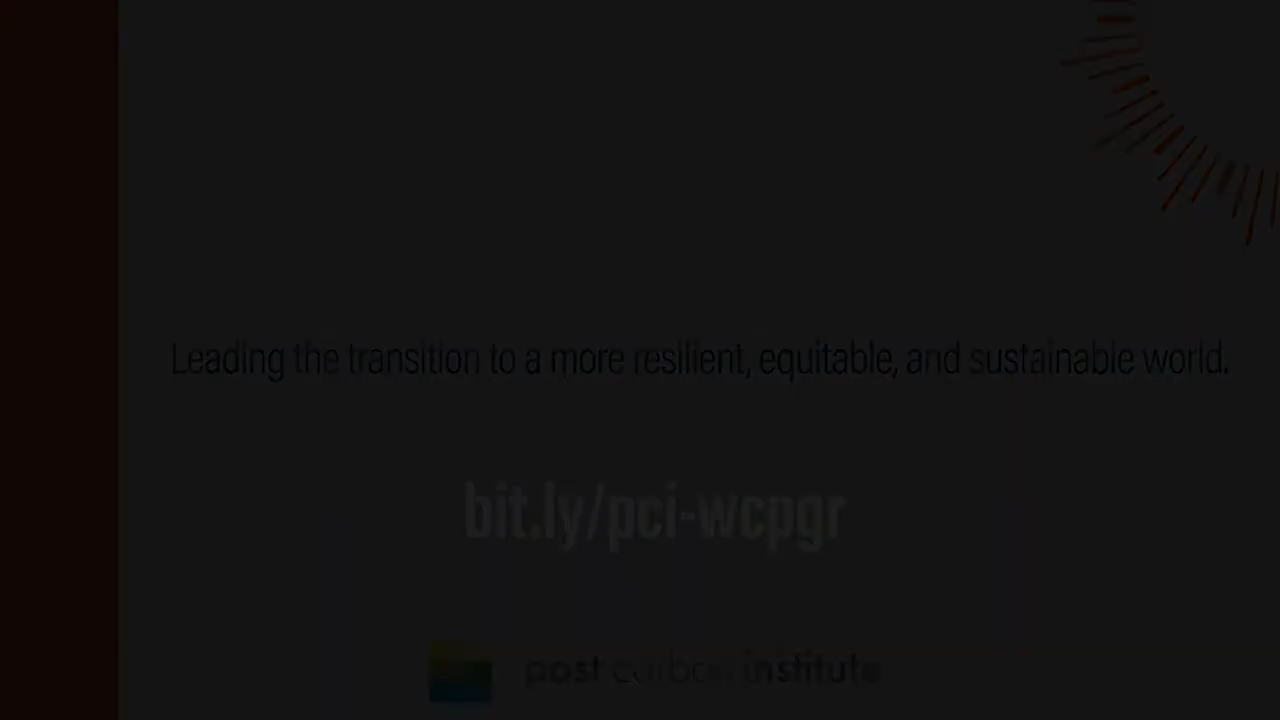 Leading the transition to a more resilient, equitable, and sustainable world.
bit.ly/pci-wcpgr
post carbon institute